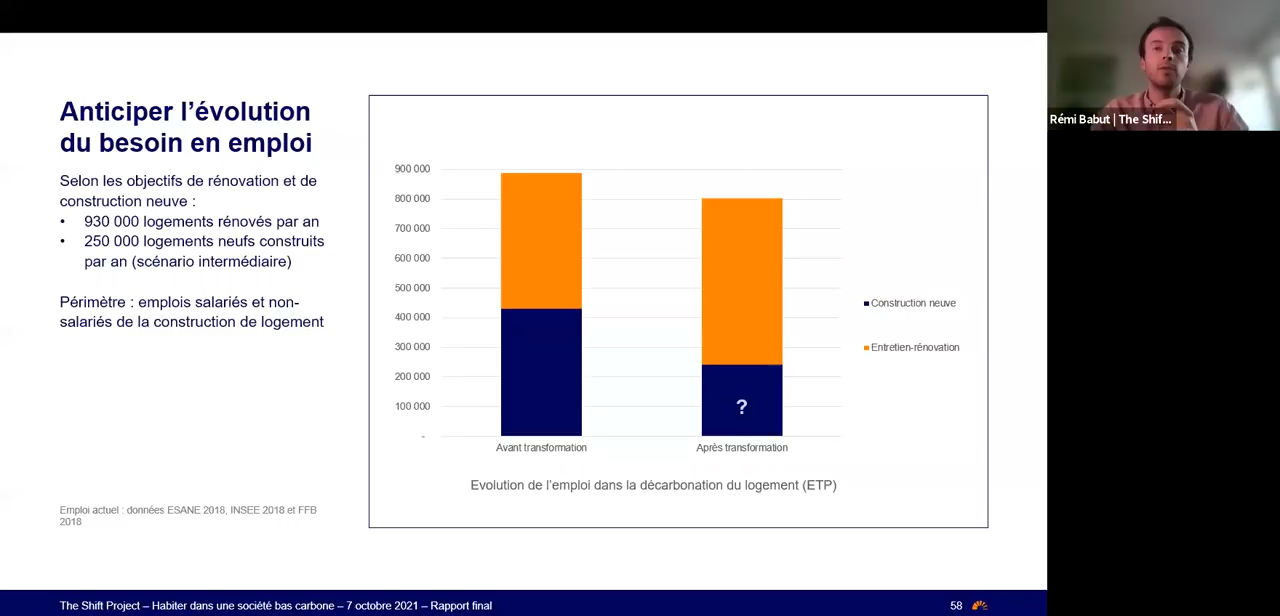 Anticiper l’évolution
du besoin en emploi
Selon les objectifs de rénovation et de
construction neuve :
• 930 000 logements rénovés par an
• 250 000 logements neufs construits
par an (scénario intermédiaire)
Périmètre : emplois salariés et non-
salariés de la construction de logement
Emploi actuel : données ESANE 2018, INSEE 2018 et FFB
2018
900 000
800 000
700 000
600 000
500 000
400 000
300 000
200 000
100 000
-
?
Avant transformation
Après transformation
Construction neuve
Entretien-rénovation
Evolution de l’emploi dans la décarbonation du logement (ETP)
The Shift Project – Habiter dans une société bas carbone – 7 octobre 2021 – Rapport final
58
Rémi Babut | The Shif...